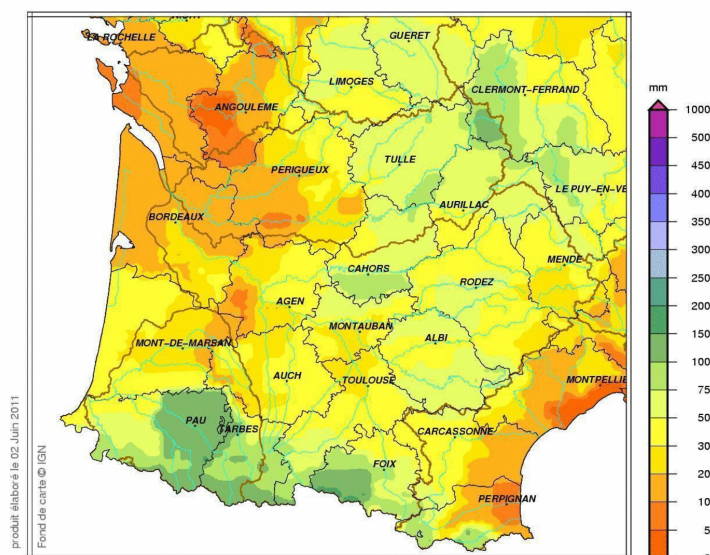 NIORT
LA ROCHELLE
GUERET
LIMOGES
CLERMONT-FERRAND
mm
ANGOULEME
1000
500
PERIGUEUX
TULLE
400
LE PUY-EN-VE
350
AURILLAC
BORDEAUX
300
CAHORS
MENDE
250
RODEZ
AGEN
200
MONTAUBAN
150
ALBI
MONT-DE-MARSAN
100
AUCH
TOULOUSE
MONTPELLIE
75
PAU
TARBES
CARCASSONNE
50
30
FOIX
20
PERPIGNAN
10
5
0
produit élaboré le 02 Juin 2011
Fond de carte © IGN